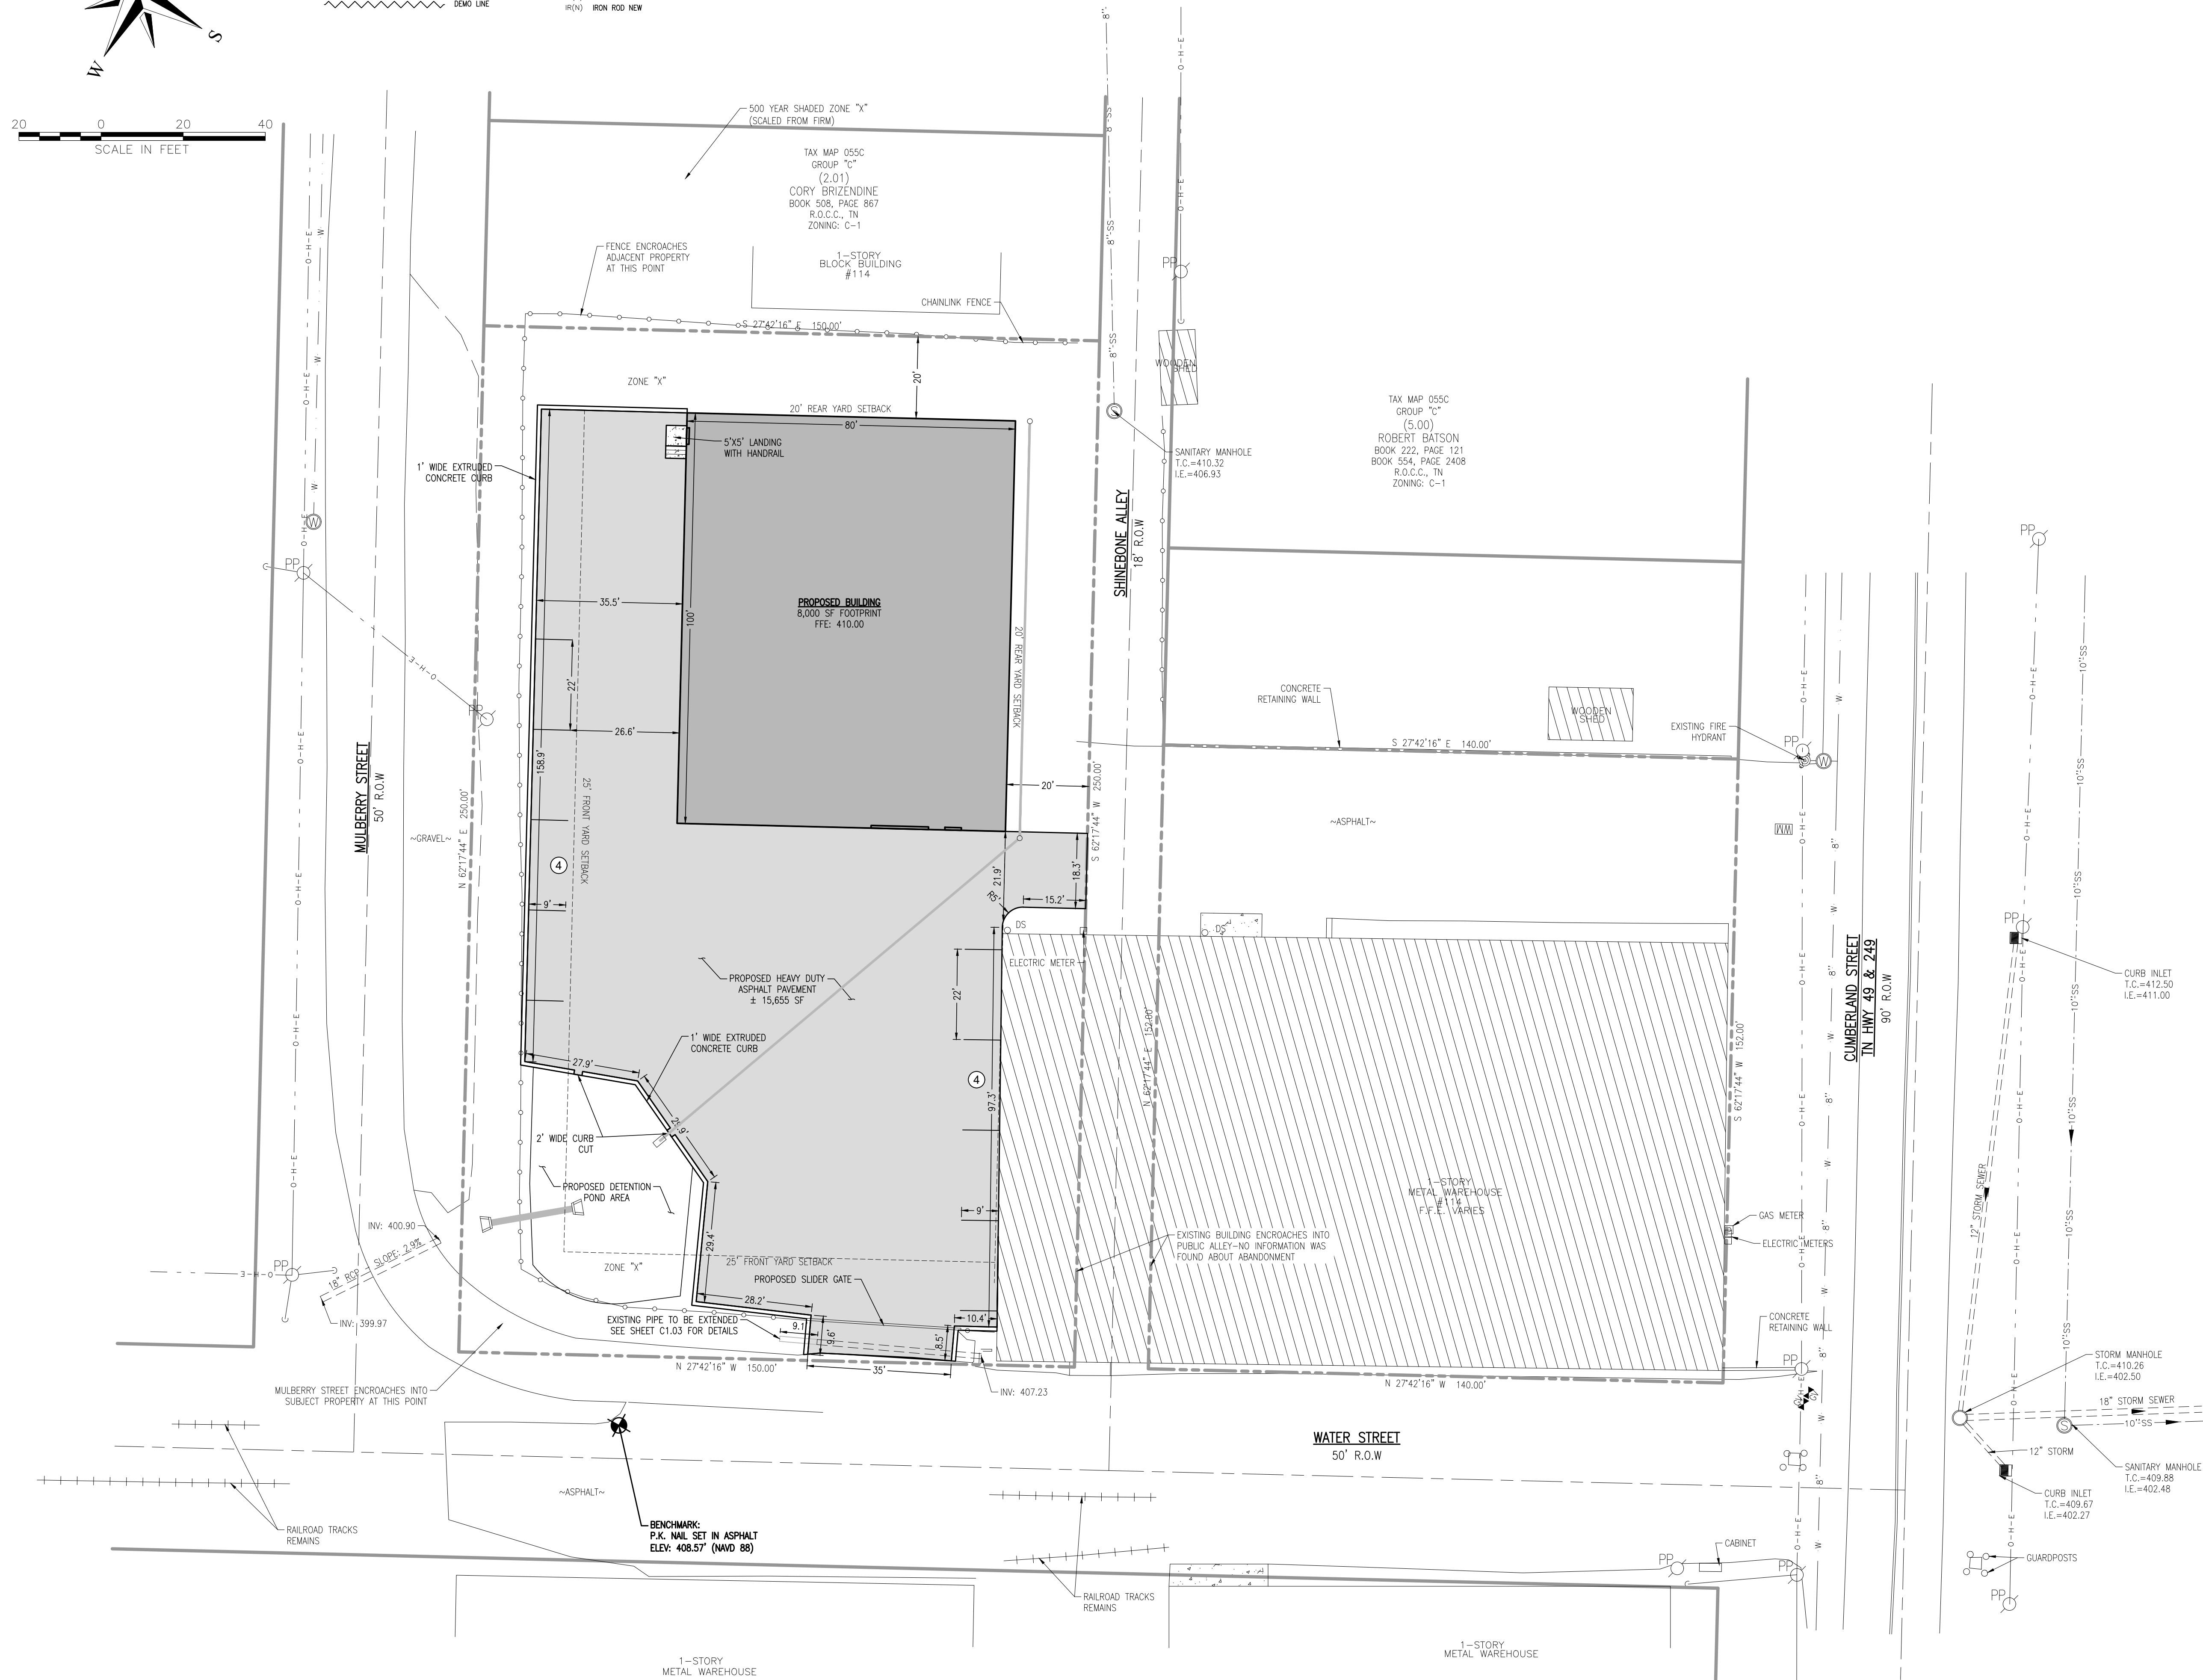 DEMO LINE
IR(N) IRON ROD NEW
S
W
20 0 20 40
SCALE IN FEET
500 YEAR SHADED ZONE "X"
(SCALED FROM FIRM)
TAX MAP 055C
GROUP "C"
(2.01)
CORY BRIZENDINE
BOOK 508, PAGE 867
R.O.C.C., TN
ZONING: C-1
1-STORY
BLOCK BUILDING
#114
FENCE ENCROACHES
ADJACENT PROPERTY
AT THIS POINT
CHAINLINK FENCE
S 27°42'16" E 150.00'
ZONE "X"
20'
20' REAR YARD SETBACK
80'
5'X5' LANDING
WITH HANDRAIL
1' WIDE EXTRUDED
CONCRETE CURB
35.5'
100'
PROPOSED BUILDING
8,000 SF FOOTPRINT
FFE: 410.00
22'
26.6'
158.9'
25' FRONT YARD SETBACK
20' REAR YARD SETBACK
20'
MULBERRY STREET
50' R.O.W
~GRAVEL~
N 62°17'44" E 250.00'
S 62°17'44" W 250.00'
4
9'
21.9'
18.3'
R5'
15.2'
DS
DS
ELECTRIC METER
22'
PROPOSED HEAVY DUTY
ASPHALT PAVEMENT
± 15,655 SF
1' WIDE EXTRUDED
CONCRETE CURB
27.9'
4
97.3'
2' WIDE CURB
CUT
PROPOSED DETENTION
POND AREA
29.4'
9'
25' FRONT YARD SETBACK
PROPOSED SLIDER GATE
ZONE "X"
28.2'
EXISTING PIPE TO BE EXTENDED
SEE SHEET C1.03 FOR DETAILS
9.1
9.6'
8.5'
10.4'
35'
N 27°42'16" W 150.00'
INV: 407.23
INV: 400.90
18" RCP - SLOPE: 2.9%
INV: 399.97
MULBERRY STREET ENCROACHES INTO
SUBJECT PROPERTY AT THIS POINT
SHINEBONE ALLEY
18' R.O.W
WOODEN
SHED
SANITARY MANHOLE
T.C.=410.32
I.E.=406.93
TAX MAP 055C
GROUP "C"
(5.00)
ROBERT BATSON
BOOK 222, PAGE 121
BOOK 554, PAGE 2408
R.O.C.C., TN
ZONING: C-1
CONCRETE
RETAINING WALL
WOODEN
SHED
EXISTING FIRE
HYDRANT
S 27°42'16" E 140.00'
~ASPHALT~
N 62°17'44" E 152.00'
S 62°17'44" W 152.00'
1-STORY
METAL WAREHOUSE
#114
F.F.E. VARIES
EXISTING BUILDING ENCROACHES INTO
PUBLIC ALLEY-NO INFORMATION WAS
FOUND ABOUT ABANDONMENT
GAS METER
ELECTRIC METERS
CONCRETE
RETAINING WALL
N 27°42'16" W 140.00'
CUMBERLAND STREET
TN HWY 49 & 249
90' R.O.W
CURB INLET
T.C.=412.50
I.E.=411.00
12" STORM SEWER
STORM MANHOLE
T.C.=410.26
I.E.=402.50
18" STORM SEWER
10"SS
12" STORM
SANITARY MANHOLE
T.C.=409.88
I.E.=402.48
CURB INLET
T.C.=409.67
I.E.=402.27
GUARDPOSTS
WATER STREET
50' R.O.W
~ASPHALT~
BENCHMARK:
P.K. NAIL SET IN ASPHALT
ELEV: 408.57' (NAVD 88)
RAILROAD TRACKS
REMAINS
RAILROAD TRACKS
REMAINS
CABINET
1-STORY
METAL WAREHOUSE
1-STORY
METAL WAREHOUSE
PP
PP
PP
PP
PP
PP
PP
PP
PP
PP
PP
PP
O-H-E
8"-SS
10"SS
W
8"